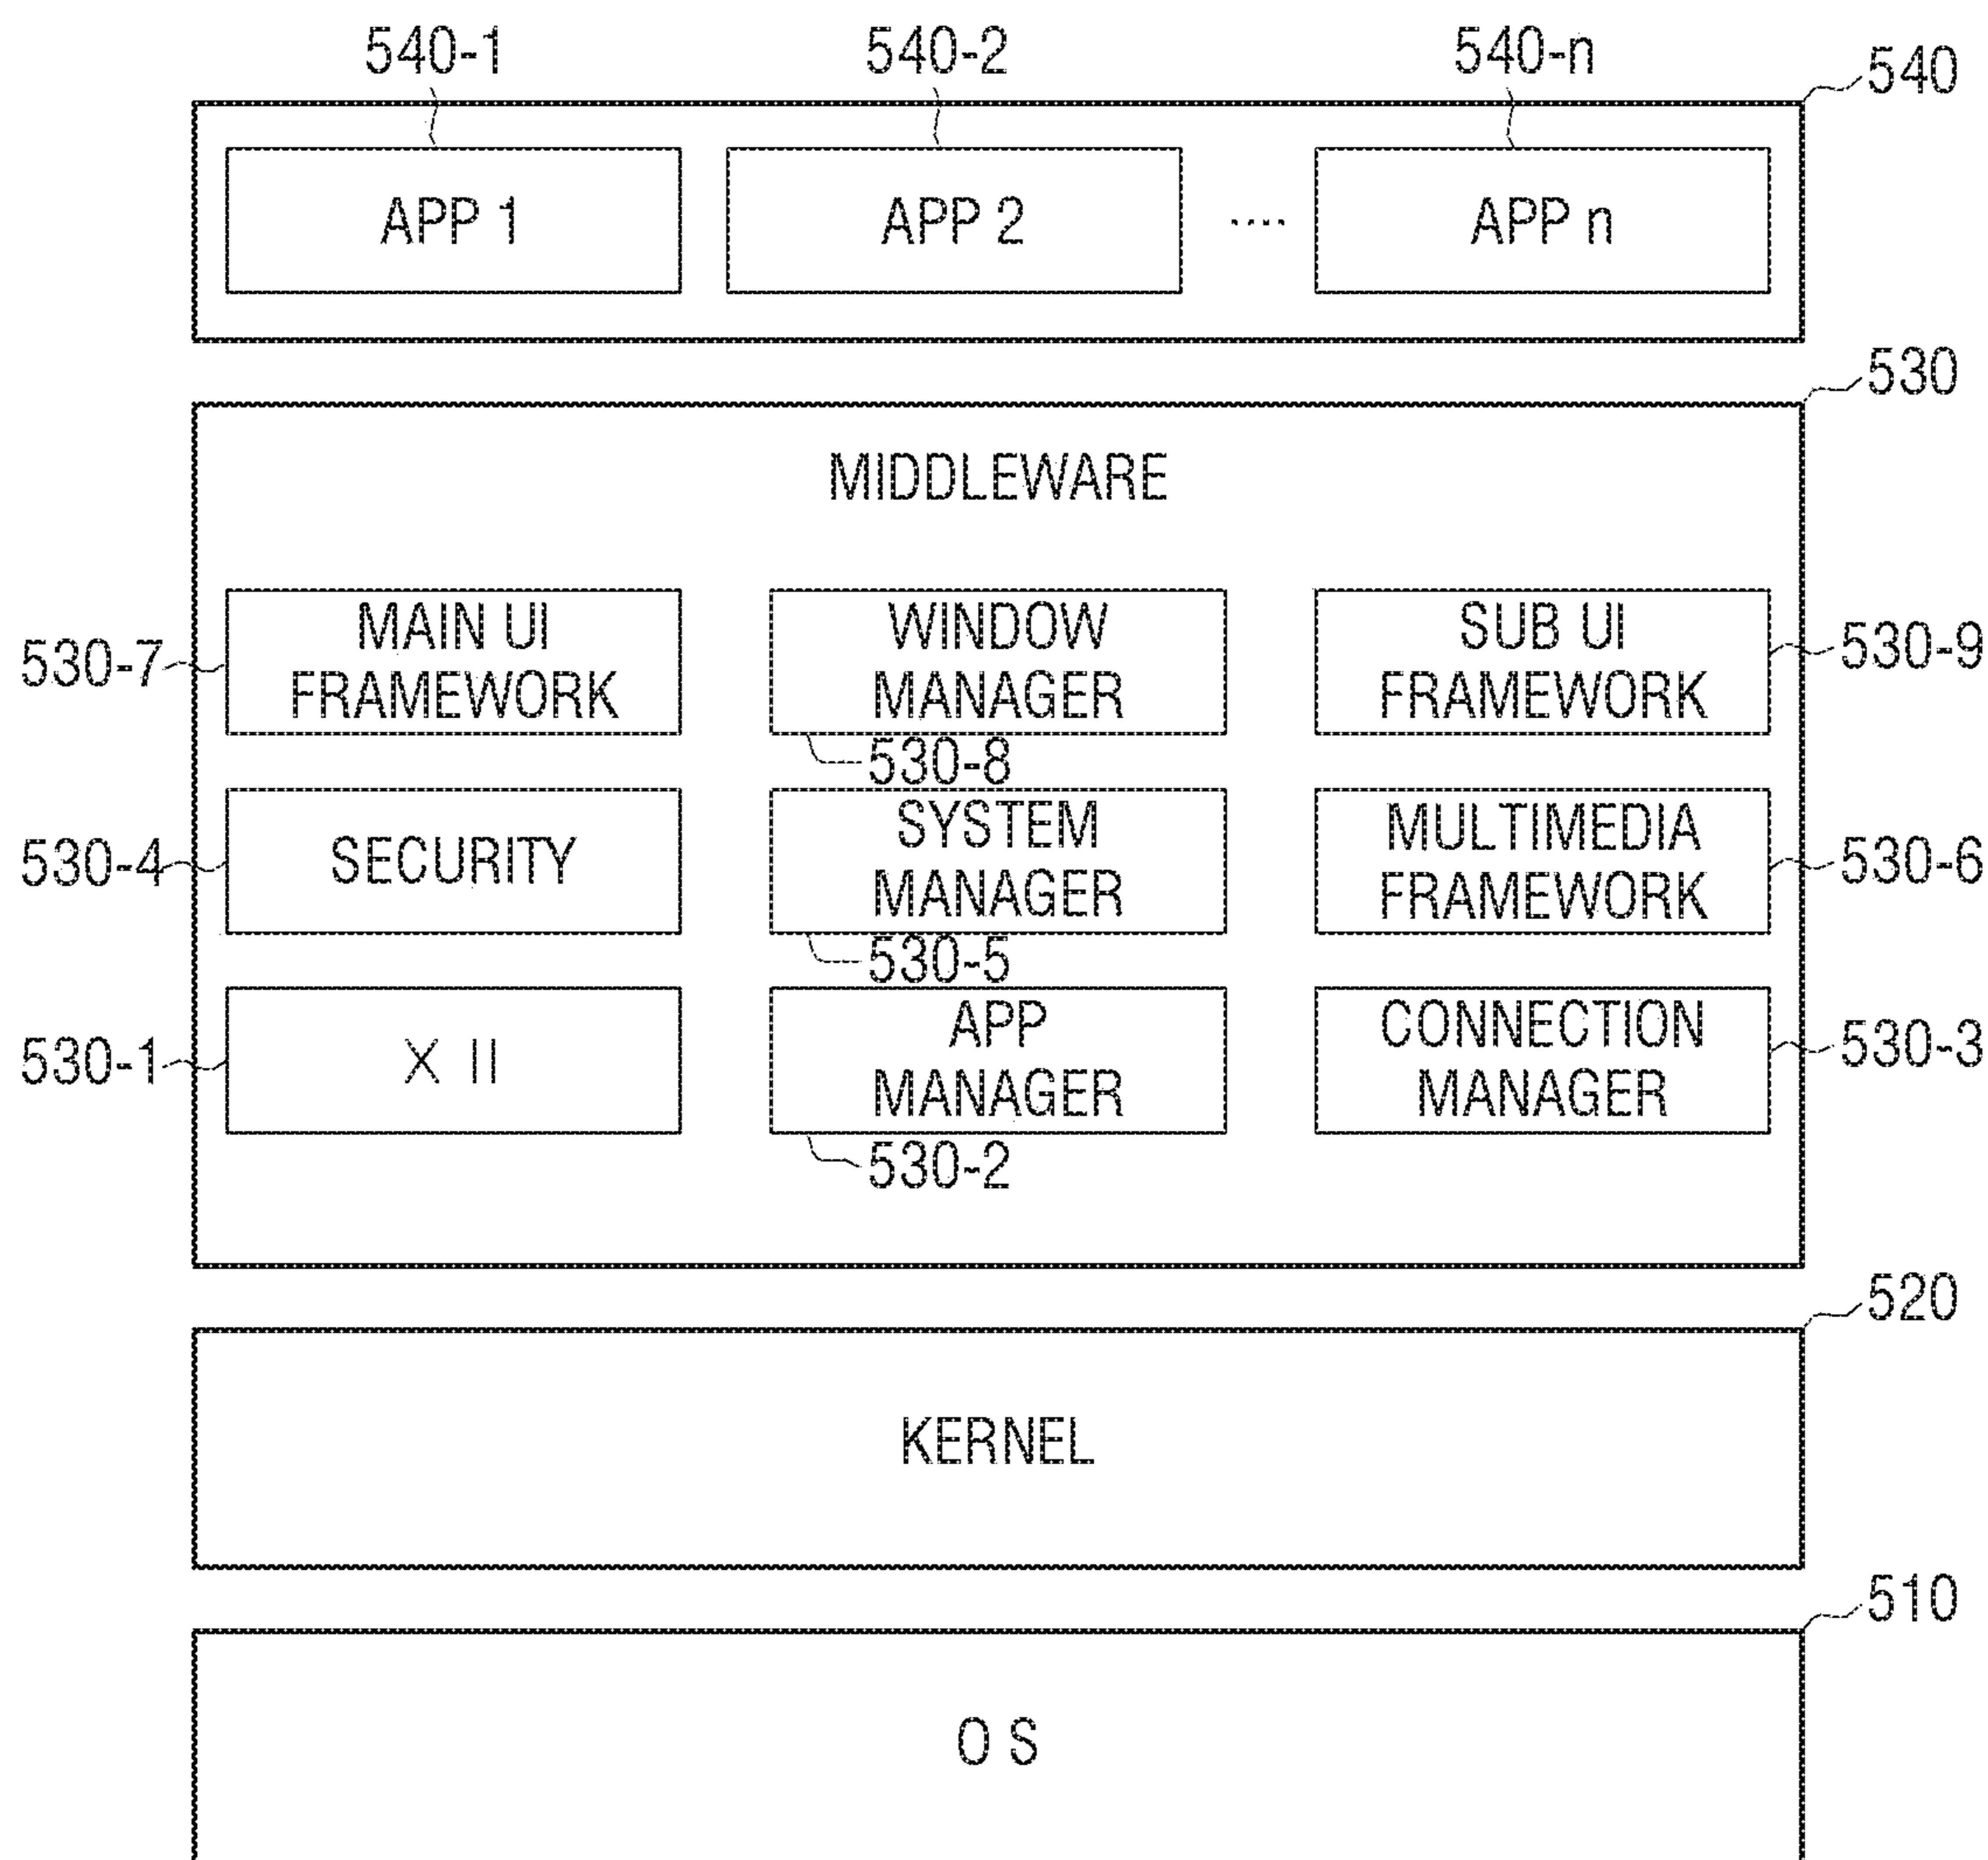 540-1 540-2 540-n 540
APP 1 APP 2 .... APP n
530
MIDDLEWARE
530-7 MAIN UI FRAMEWORK
WINDOW MANAGER
530-8
SUB UI FRAMEWORK 530-9
530-4 SECURITY
SYSTEM MANAGER
530-5
MULTIMEDIA FRAMEWORK 530-6
530-1 X II
APP MANAGER
530-2
CONNECTION MANAGER 530-3
520
KERNEL
510
O S